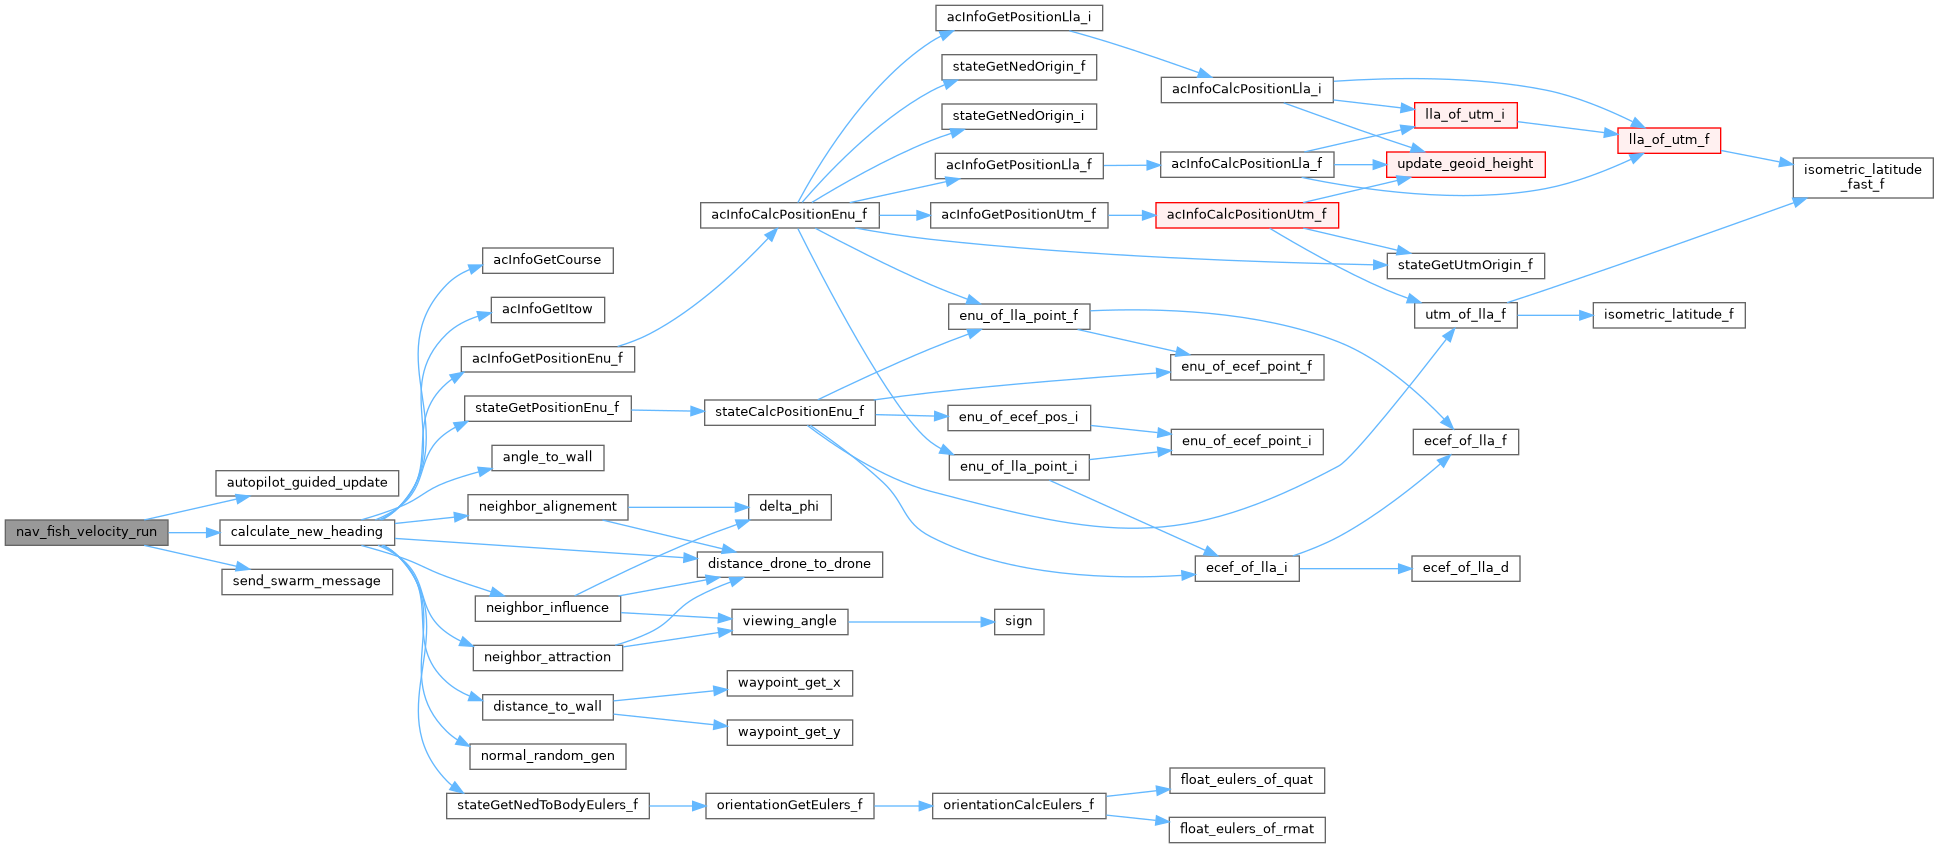 nav_fish_velocity_run
autopilot_guided_update
calculate_new_heading
send_swarm_message
acInfoGetCourse
acInfoGetItow
acInfoGetPositionEnu_f
stateGetPositionEnu_f
angle_to_wall
neighbor_alignement
neighbor_influence
neighbor_attraction
distance_to_wall
normal_random_gen
stateGetNedToBodyEulers_f
acInfoCalcPositionEnu_f
stateCalcPositionEnu_f
delta_phi
distance_drone_to_drone
viewing_angle
waypoint_get_x
waypoint_get_y
orientationGetEulers_f
acInfoGetPositionLla_i
stateGetNedOrigin_f
stateGetNedOrigin_i
acInfoGetPositionLla_f
acInfoGetPositionUtm_f
enu_of_lla_point_f
enu_of_ecef_pos_i
enu_of_lla_point_i
sign
orientationCalcEulers_f
acInfoCalcPositionLla_i
acInfoCalcPositionLla_f
acInfoCalcPositionUtm_f
enu_of_ecef_point_f
enu_of_ecef_point_i
ecef_of_lla_i
float_eulers_of_quat
float_eulers_of_rmat
lla_of_utm_i
update_geoid_height
stateGetUtmOrigin_f
utm_of_lla_f
ecef_of_lla_f
ecef_of_lla_d
lla_of_utm_f
isometric_latitude_f
isometric_latitude
_fast_f